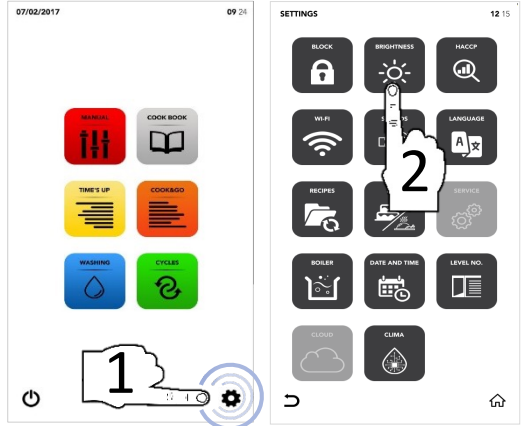 07/02/2017 09 24
MANUAL COOK BOOK
TIME'S UP COOK&GO
WASHING CYCLES
1
SETTINGS 12 15
BLOCK BRIGHTNESS HACCP
WI-FI LANGUAGE
A
2
RECIPES SERVICE
BOILER DATE AND TIME LEVEL NO.
CLOUD CLIMA